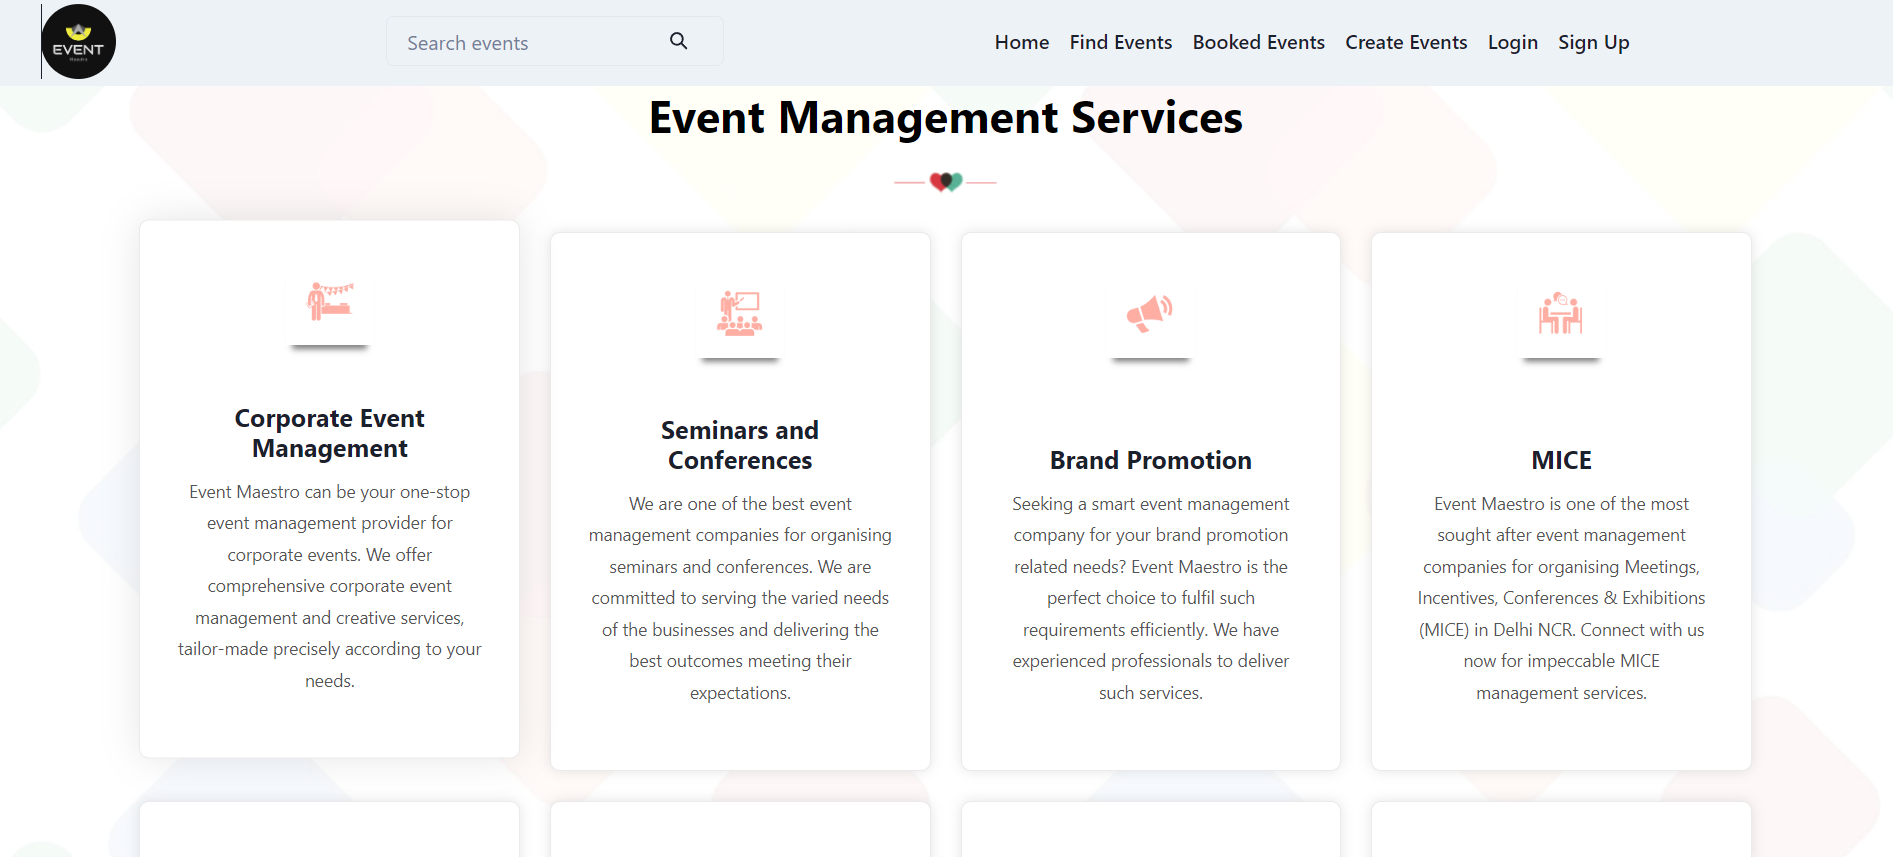 EVENT
Maestro
Search events
Home Find Events Booked Events Create Events Login Sign Up
Event Management Services
Corporate Event
Management
Event Maestro can be your one-stop
event management provider for
corporate events. We offer
comprehensive corporate event
management and creative services,
tailor-made precisely according to your
needs.
Seminars and
Conferences
We are one of the best event
management companies for organising
seminars and conferences. We are
committed to serving the varied needs
of the businesses and delivering the
best outcomes meeting their
expectations.
Brand Promotion
Seeking a smart event management
company for your brand promotion
related needs? Event Maestro is the
perfect choice to fulfil such
requirements efficiently. We have
experienced professionals to deliver
such services.
MICE
Event Maestro is one of the most
sought after event management
companies for organising Meetings,
Incentives, Conferences & Exhibitions
(MICE) in Delhi NCR. Connect with us
now for impeccable MICE
management services.